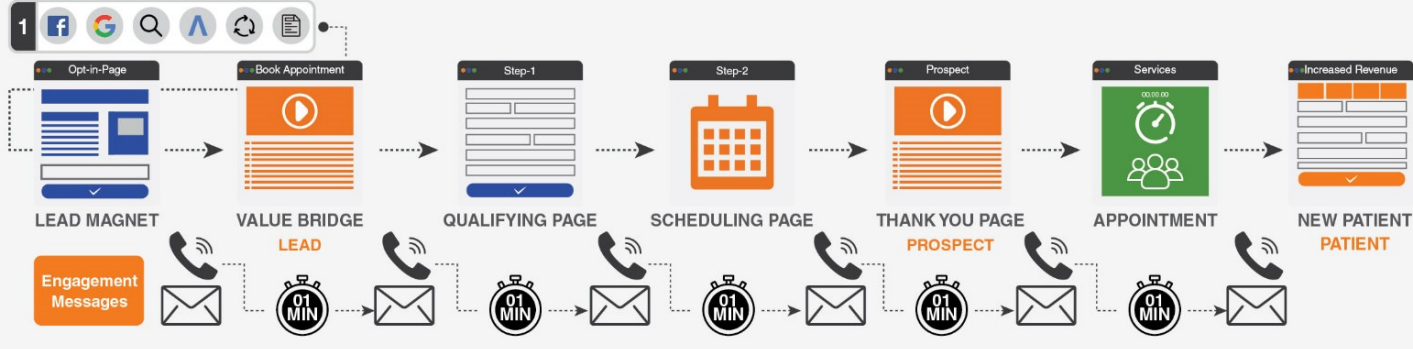 1
Opt-in-Page
Book Appointment
Step-1
Step-2
Prospect
Services
Increased Revenue
00.00.00
LEAD MAGNET
VALUE BRIDGE
QUALIFYING PAGE
SCHEDULING PAGE
THANK YOU PAGE
APPOINTMENT
NEW PATIENT
LEAD
PROSPECT
PATIENT
Engagement
Messages
01
MIN
01
MIN
01
MIN
01
MIN
01
MIN